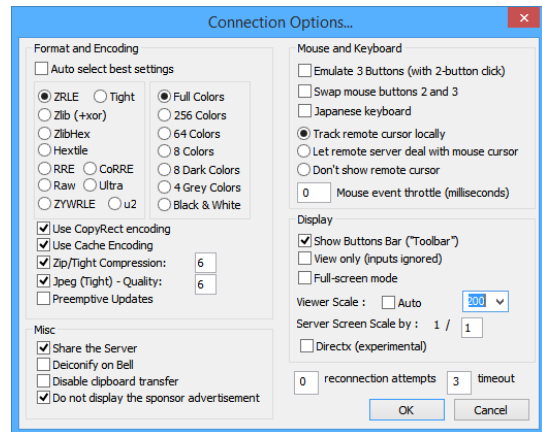 Connection Options...
Format and Encoding
Auto select best settings
ZRLE Tight
Zlib (+xor)
ZlibHex
Hextile
RRE CoRRE
Raw Ultra
ZYWRLE u2
Full Colors
256 Colors
64 Colors
8 Colors
8 Dark Colors
4 Grey Colors
Black & White
Use CopyRect encoding
Use Cache Encoding
Zip/Tight Compression: 6
Jpeg (Tight) - Quality: 6
Preemptive Updates
Misc
Share the Server
Deiconify on Bell
Disable clipboard transfer
Do not display the sponsor advertisement
Mouse and Keyboard
Emulate 3 Buttons (with 2-button click)
Swap mouse buttons 2 and 3
Japanese keyboard
Track remote cursor locally
Let remote server deal with mouse cursor
Don't show remote cursor
0 Mouse event throttle (milliseconds)
Display
Show Buttons Bar ("Toolbar")
View only (inputs ignored)
Full-screen mode
Viewer Scale : Auto 200
Server Screen Scale by : 1 / 1
Directx (experimental)
0 reconnection attempts 3 timeout
OK Cancel